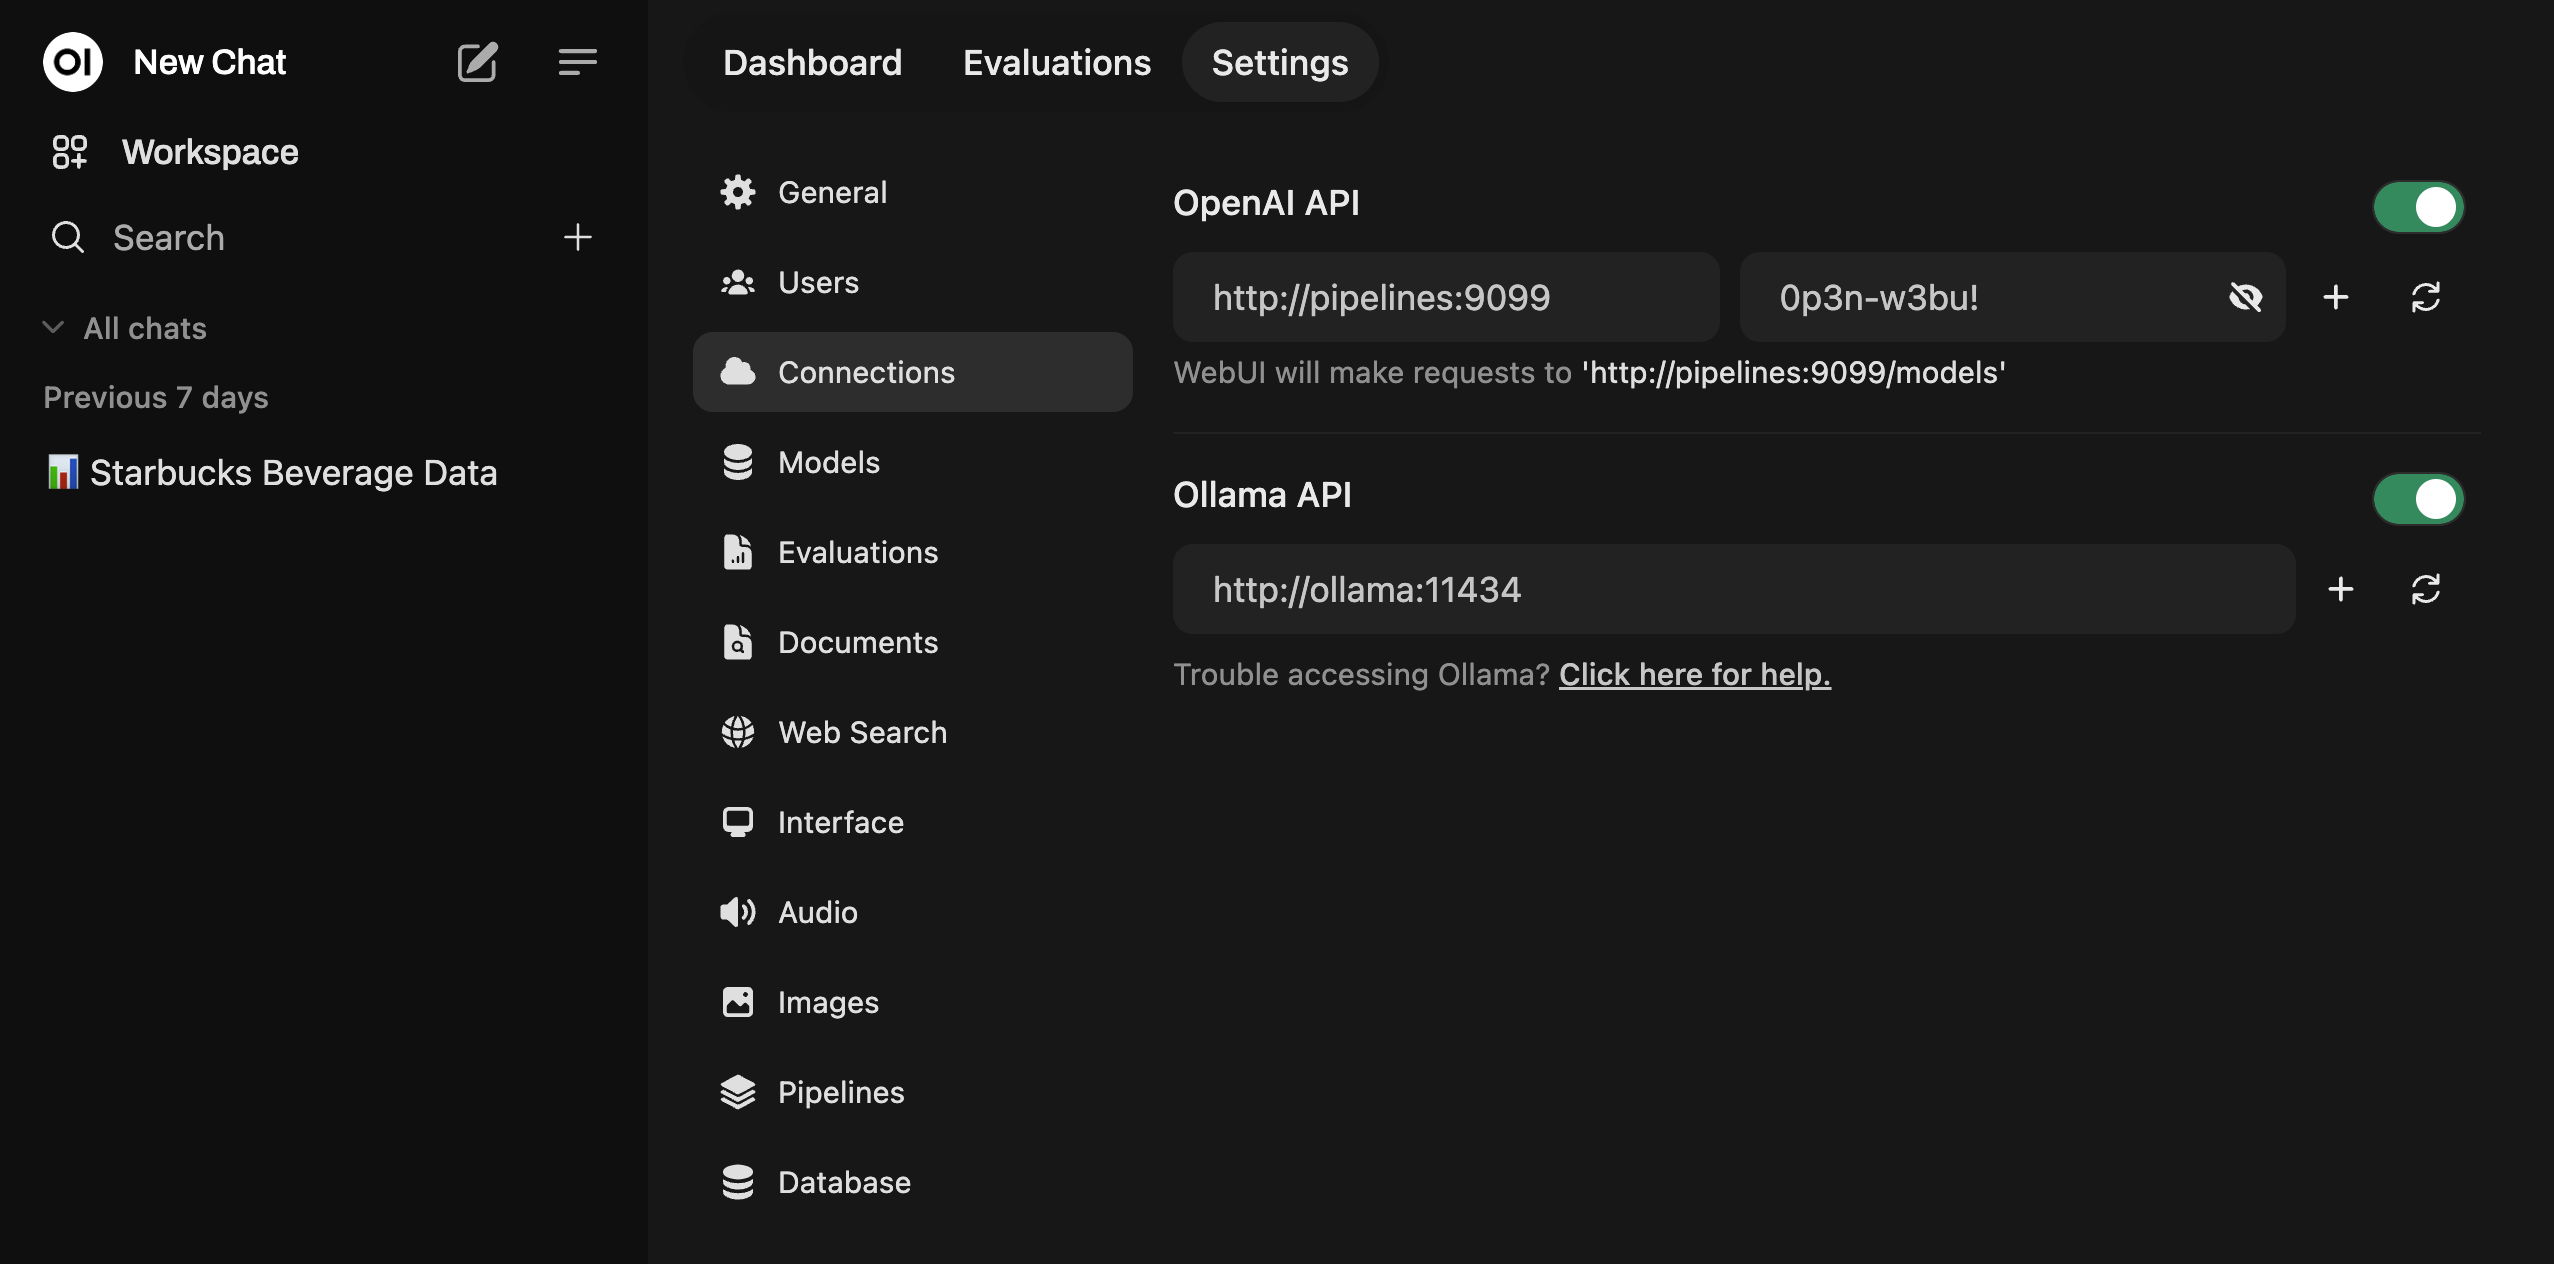 OI New Chat
Workspace
Search
All chats
Previous 7 days
Starbucks Beverage Data
Dashboard Evaluations Settings
General
Users
Connections
Models
Evaluations
Documents
Web Search
Interface
Audio
Images
Pipelines
Database
OpenAI API
http://pipelines:9099 0p3n-w3bu!
WebUI will make requests to 'http://pipelines:9099/models'
Ollama API
http://ollama:11434
Trouble accessing Ollama? Click here for help.